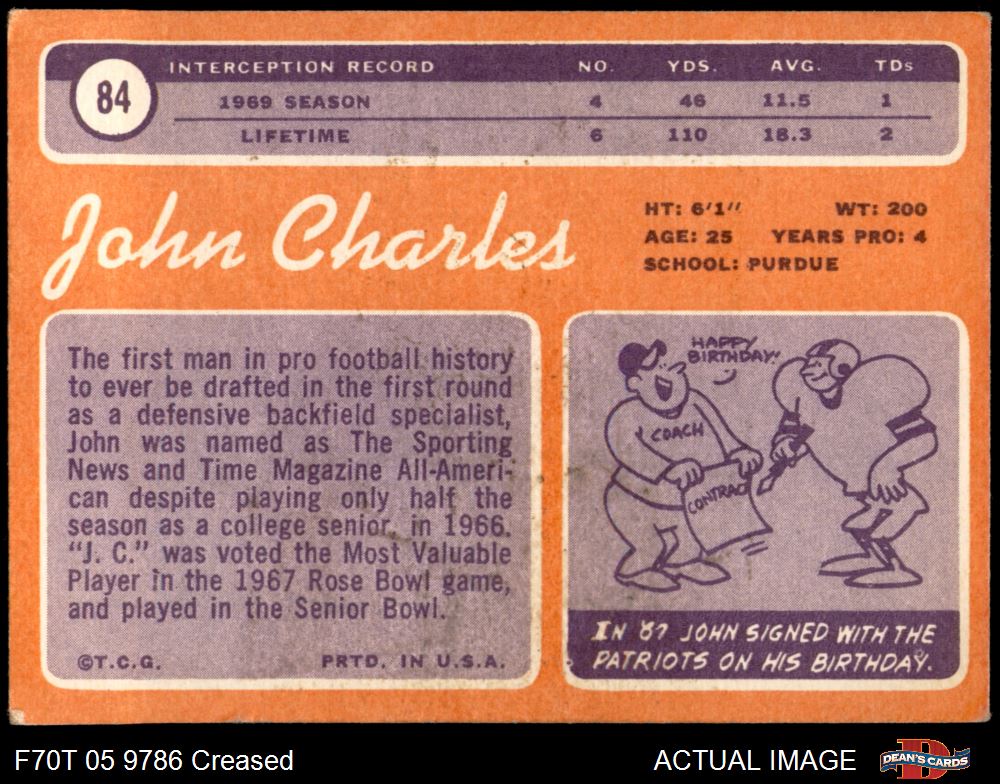 84
INTERCEPTION RECORD NO. YDS. AVG. TDs
1969 SEASON 4 46 11.5 1
LIFETIME 6 110 18.3 2
John Charles
HT: 6'1" WT: 200
AGE: 25 YEARS PRO: 4
SCHOOL: PURDUE
The first man in pro football history
to ever be drafted in the first round
as a defensive backfield specialist,
John was named as The Sporting
News and Time Magazine All-Ameri-
can despite playing only half the
season as a college senior, in 1966.
"J. C." was voted the Most Valuable
Player in the 1967 Rose Bowl game,
and played in the Senior Bowl.
©T.C.G. PRTD. IN U.S.A.
HAPPY
BIRTHDAY!
COACH
CONTRACT
IN '67 JOHN SIGNED WITH THE
PATRIOTS ON HIS BIRTHDAY.
F70T 05 9786 Creased
ACTUAL IMAGE
D
DEAN'S CARDS